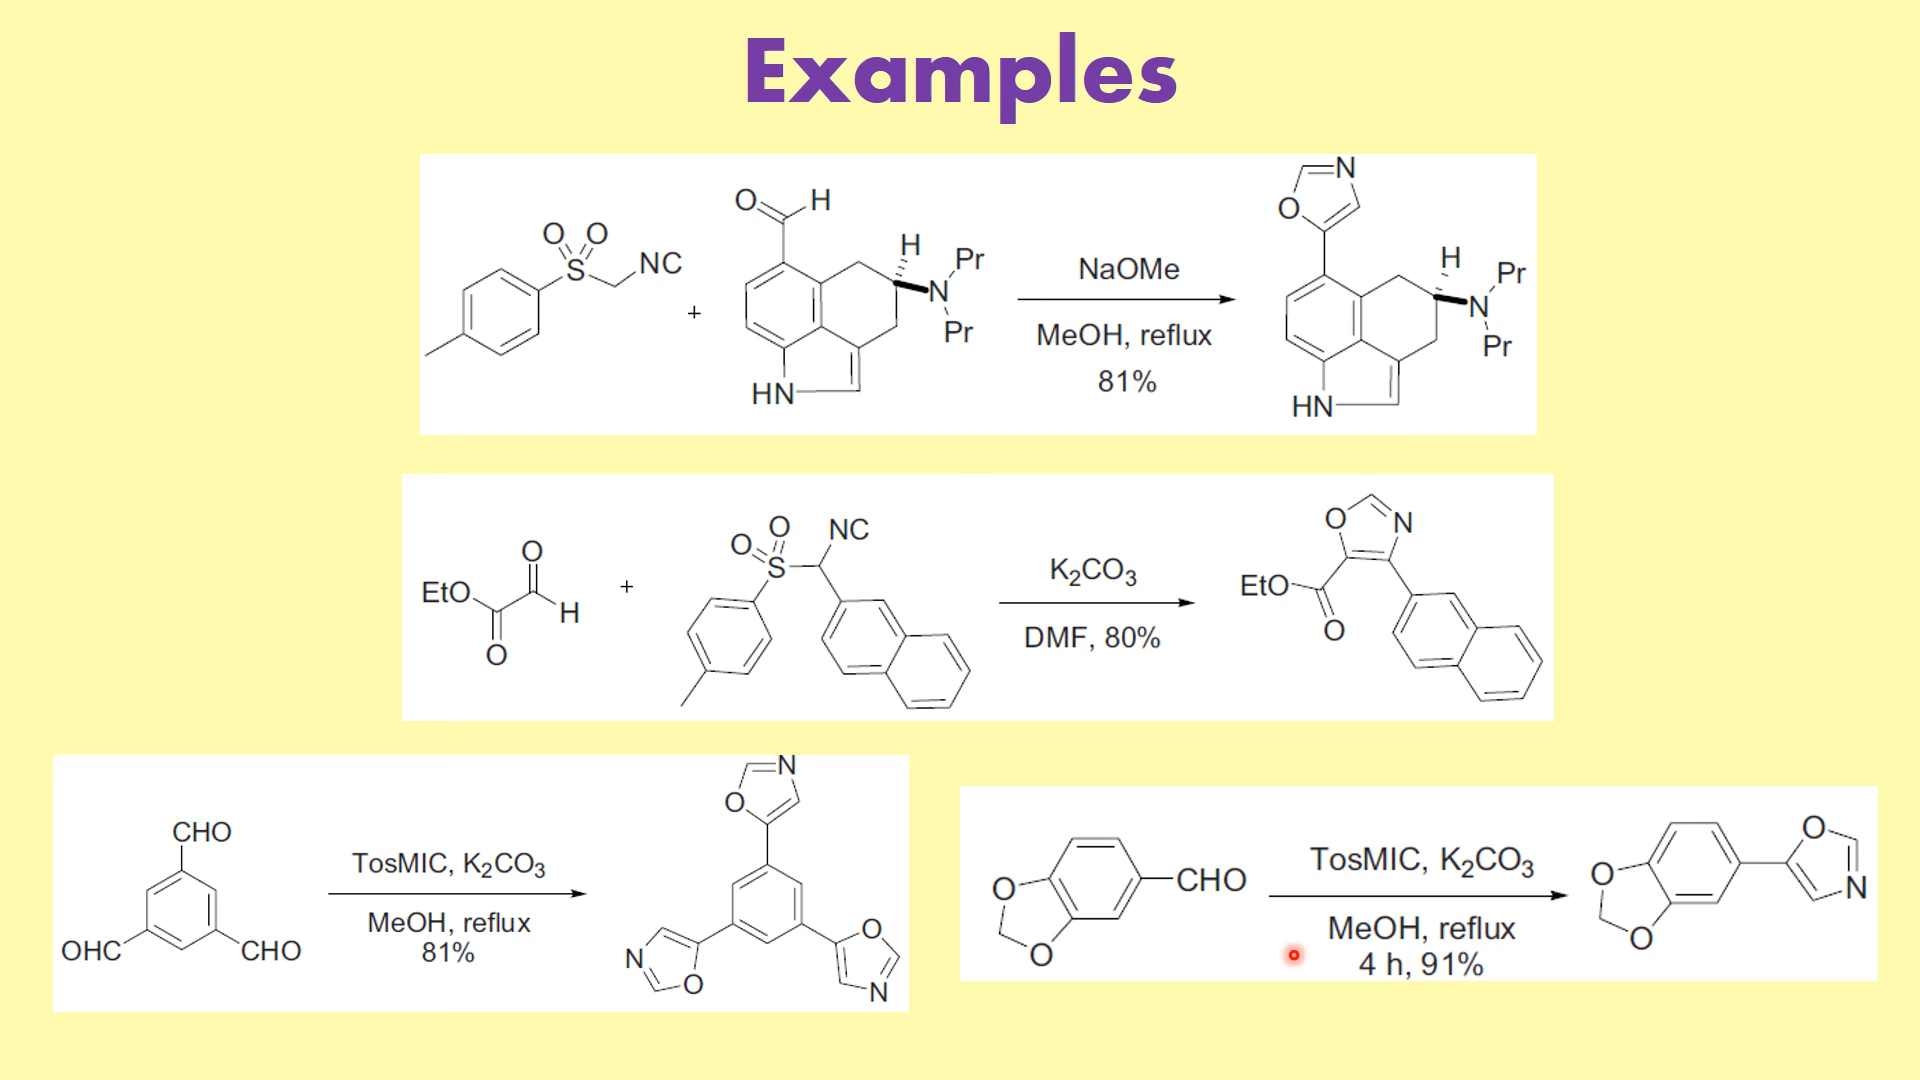 Examples
O O
S
NC
+
O H
H
Pr
N
Pr
HN
NaOMe
MeOH, reflux
81%
N
O
H
Pr
N
Pr
HN
EtO
O
H
O
+
O O
S
NC
K2CO3
DMF, 80%
O N
EtO
O
CHO
OHC CHO
TosMIC, K2CO3
MeOH, reflux
81%
N
O
N
O
O
N
O
O
CHO
TosMIC, K2CO3
MeOH, reflux
4 h, 91%
O
O
O
N